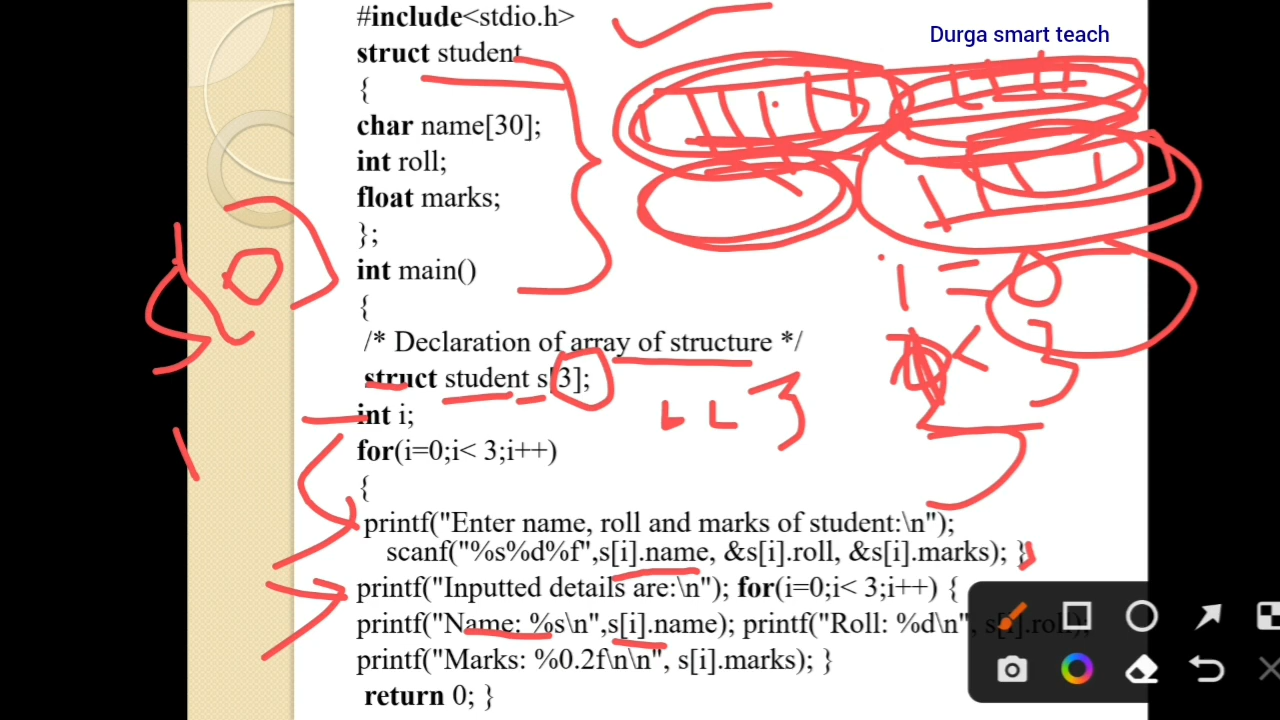 #include<stdio.h>
Durga smart teach
struct student
{
char name[30];
int roll;
float marks;
};
int main()
{
/* Declaration of array of structure */
struct student s[3];
int i;
for(i=0;i< 3;i++)
{
printf("Enter name, roll and marks of student:\n");
scanf("%s%d%f",s[i].name, &s[i].roll, &s[i].marks); }
printf("Inputted details are:\n"); for(i=0;i< 3;i++) {
printf("Name: %s\n",s[i].name); printf("Roll: %d\n", s[i].roll);
printf("Marks: %0.2f\n\n", s[i].marks); }
return 0; }